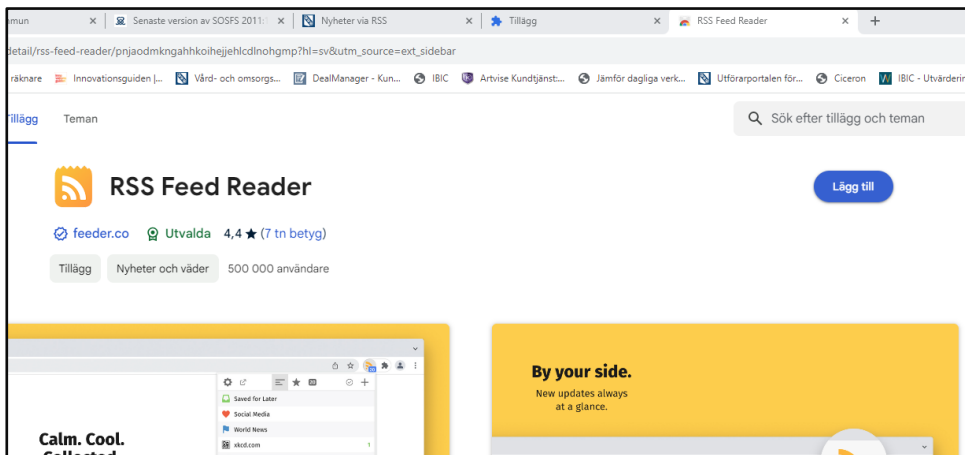 mmun Senaste version av SOSFS 2011: Nyheter via RSS Tillägg RSS Feed Reader
detail/rss-feed-reader/pnjaodmkngahhkoihejjehlcdlnohgmp?hl=sv&utm_source=ext_sidebar
räknare Innovationsguiden |... Vård- och omsorgs... DealManager - Kun... IBIC Artvise Kundtjänst:... Jämför dagliga verk... Utförarportalen för... Ciceron IBIC - Utvärderin
Tillägg Teman Sök efter tillägg och teman
RSS Feed Reader Lägg till
feeder.co Utvalda 4,4 ★ (7 tn betyg)
Tillägg Nyheter och väder 500 000 användare
Saved for Later
Social Media
World News
xkcd.com 1
Calm. Cool.
Collected
By your side.
New updates always
at a glance.